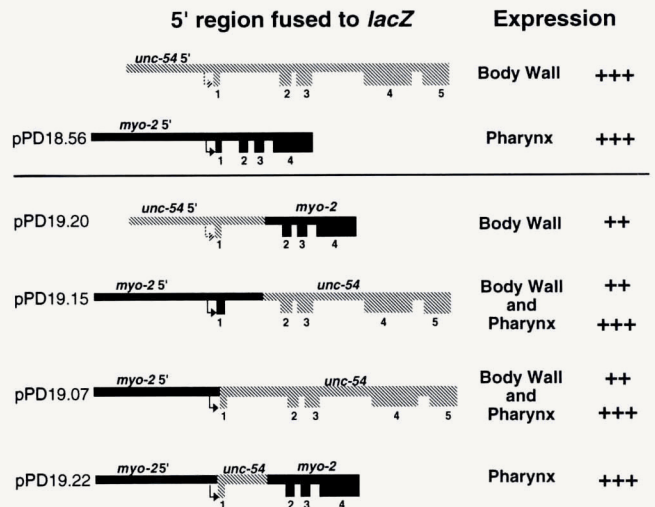 5' region fused to lacZ Expression
unc-54 5'
1 2 3 4 5
Body Wall +++
myo-2 5'
pPD18.56
1 2 3 4
Pharynx +++
unc-54 5' myo-2
pPD19.20
1 2 3 4
Body Wall ++
myo-2 5' unc-54
pPD19.15
1 2 3 4 5
Body Wall ++
and
Pharynx +++
myo-2 5' unc-54
pPD19.07
1 2 3 4 5
Body Wall ++
and
Pharynx +++
myo-25' unc-54 myo-2
pPD19.22
1 2 3 4
Pharynx +++